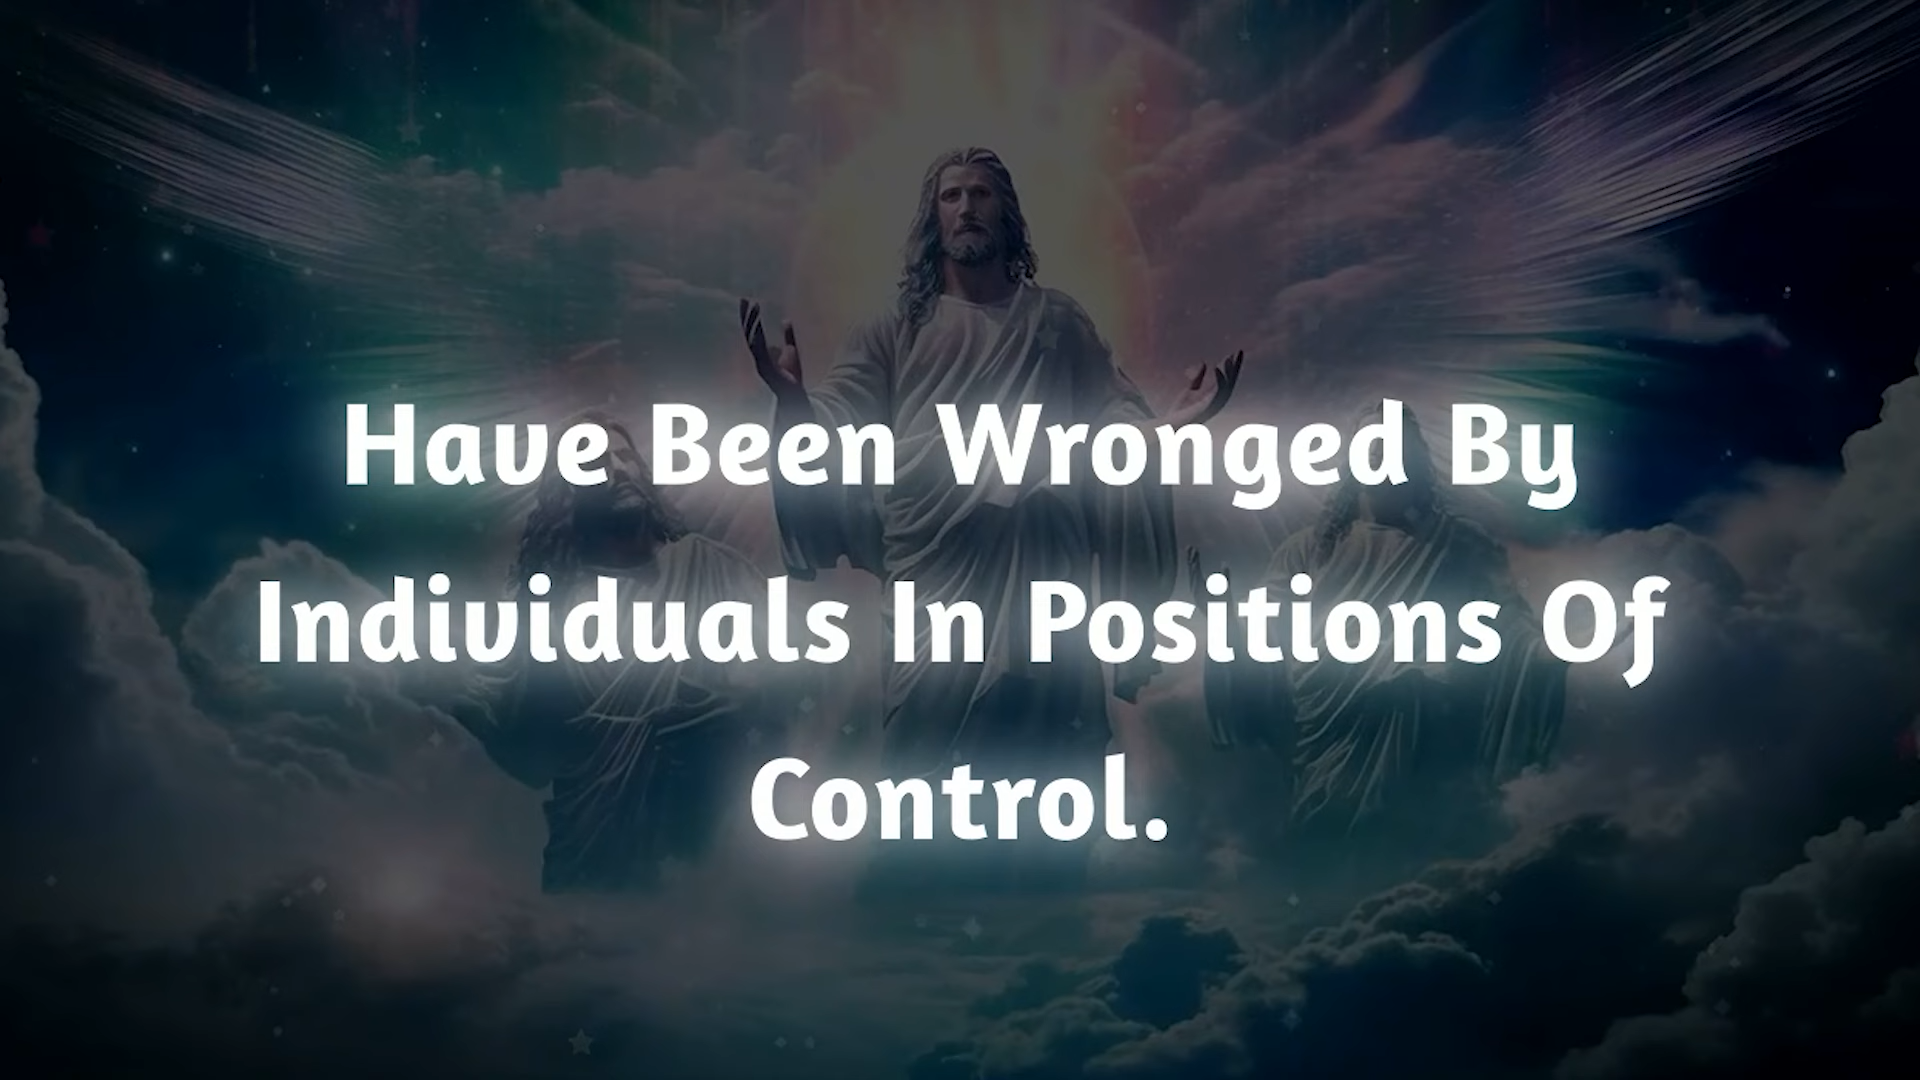 Have Been Wronged By
Individuals In Positions Of
Control.